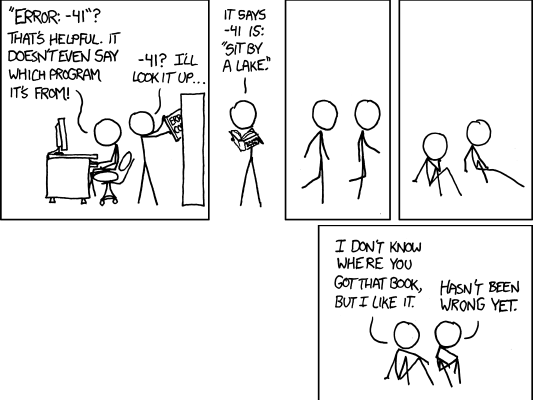 "ERROR: -41"?
THAT'S HELPFUL. IT
DOESN'T EVEN SAY
WHICH PROGRAM
IT'S FROM!
-41? I'LL
LOOK IT UP...
IT SAYS
-41 IS:
"SIT BY
A LAKE."
I DON'T KNOW
WHERE YOU
GOT THAT BOOK,
BUT I LIKE IT.
HASN'T BEEN
WRONG YET.